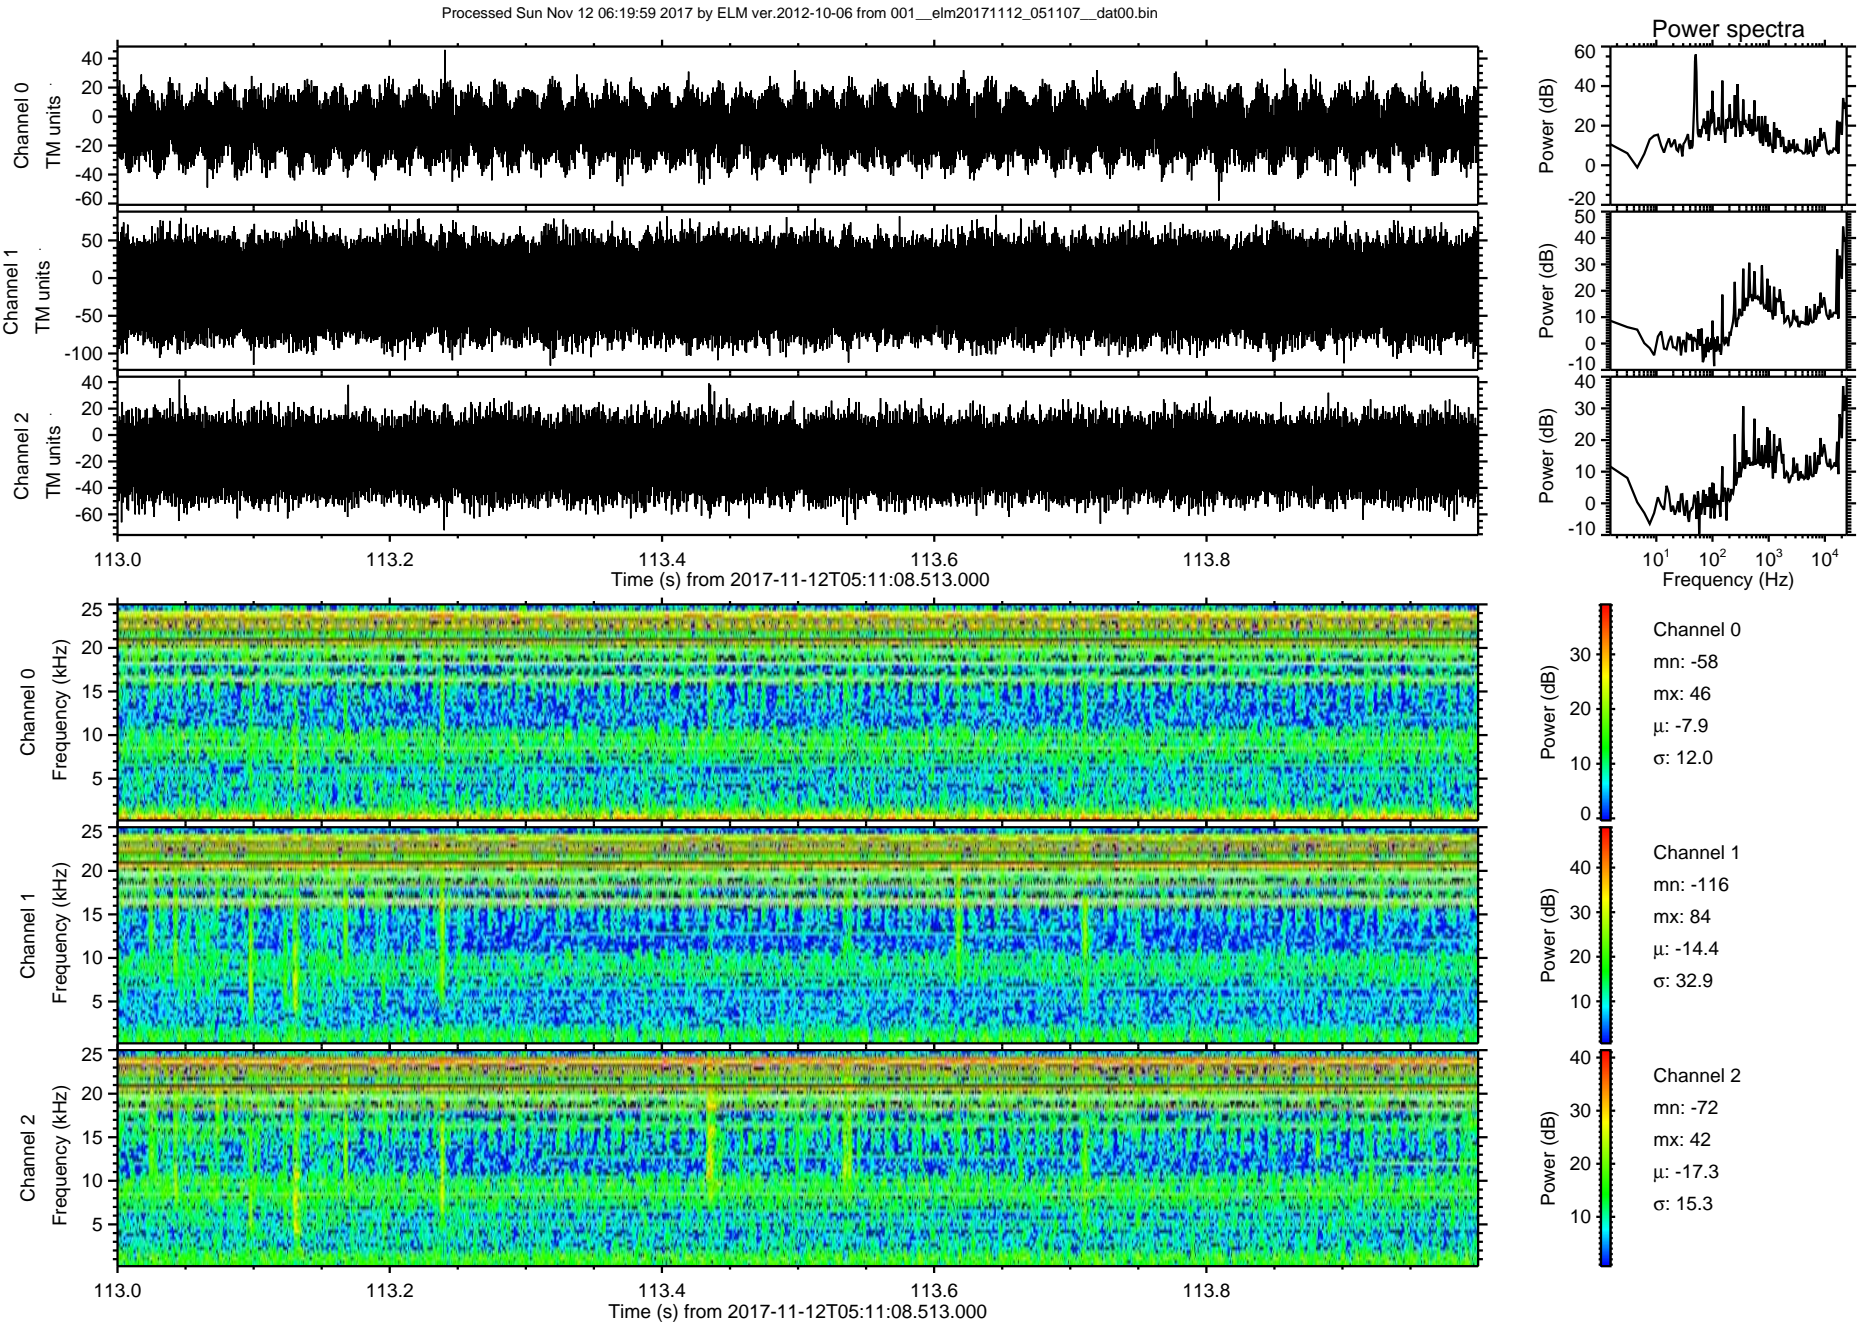 Processed Sun Nov 12 06:19:59 2017 by ELM ver.2012-10-06 from 001__elm20171112_051107__dat00.bin
Power spectra
Channel 0
TM units
40
20
0
-20
-40
-60
Power (dB)
60
40
20
0
-20
Channel 1
TM units
50
0
-50
-100
Power (dB)
50
40
30
20
10
0
-10
Channel 2
TM units
40
20
0
-20
-40
-60
Power (dB)
40
30
20
10
0
-10
113.0
113.2
113.4
113.6
113.8
Time (s) from 2017-11-12T05:11:08.513.000
10^1
10^2
10^3
10^4
Frequency (Hz)
Channel 0
Frequency (kHz)
25
20
15
10
5
Power (dB)
30
20
10
0
Channel 0
mn: -58
mx: 46
μ: -7.9
σ: 12.0
Channel 1
Frequency (kHz)
25
20
15
10
5
Power (dB)
40
30
20
10
Channel 1
mn: -116
mx: 84
μ: -14.4
σ: 32.9
Channel 2
Frequency (kHz)
25
20
15
10
5
Power (dB)
40
30
20
10
Channel 2
mn: -72
mx: 42
μ: -17.3
σ: 15.3
113.0
113.2
113.4
113.6
113.8
Time (s) from 2017-11-12T05:11:08.513.000